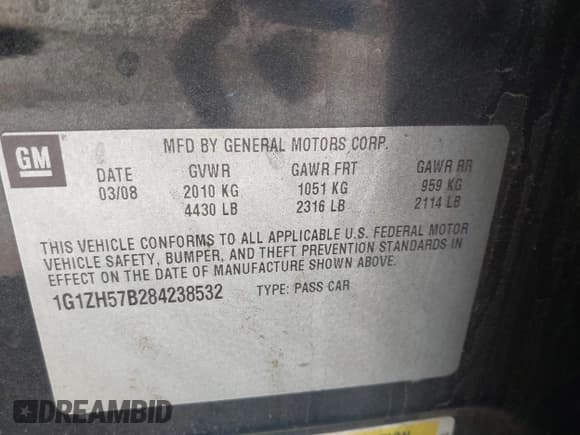 GM
MFD BY GENERAL MOTORS CORP.
DATE GVWR GAWR FRT GAWR RR
03/08 2010 KG 1051 KG 959 KG
4430 LB 2316 LB 2114 LB
THIS VEHICLE CONFORMS TO ALL APPLICABLE U.S. FEDERAL MOTOR
VEHICLE SAFETY, BUMPER, AND THEFT PREVENTION STANDARDS IN
EFFECT ON THE DATE OF MANUFACTURE SHOWN ABOVE.
1G1ZH57B284238532 TYPE: PASS CAR
DREAMBID